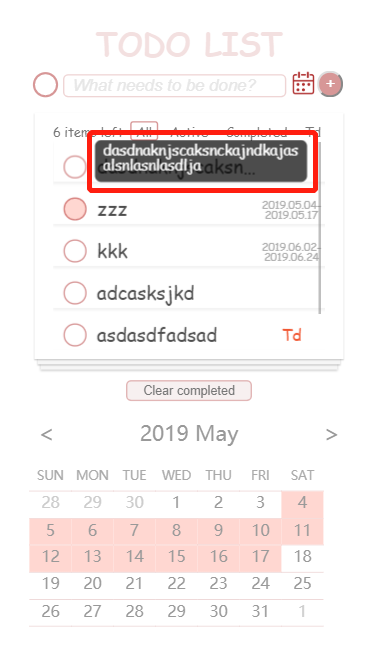 TODO LIST
What needs to be done?
+
6 items left All Active Completed Td
dasdnaknjscaksnckajndkajas
alsnlasnlasdlja
zzz
2019.05.04-
2019.05.17
kkk
2019.06.02-
2019.06.24
adcasksjkd
asdasdfadsad Td
Clear completed
< 2019 May >
SUN MON TUE WED THU FRI SAT
28 29 30 1 2 3 4
5 6 7 8 9 10 11
12 13 14 15 16 17 18
19 20 21 22 23 24 25
26 27 28 29 30 31 1